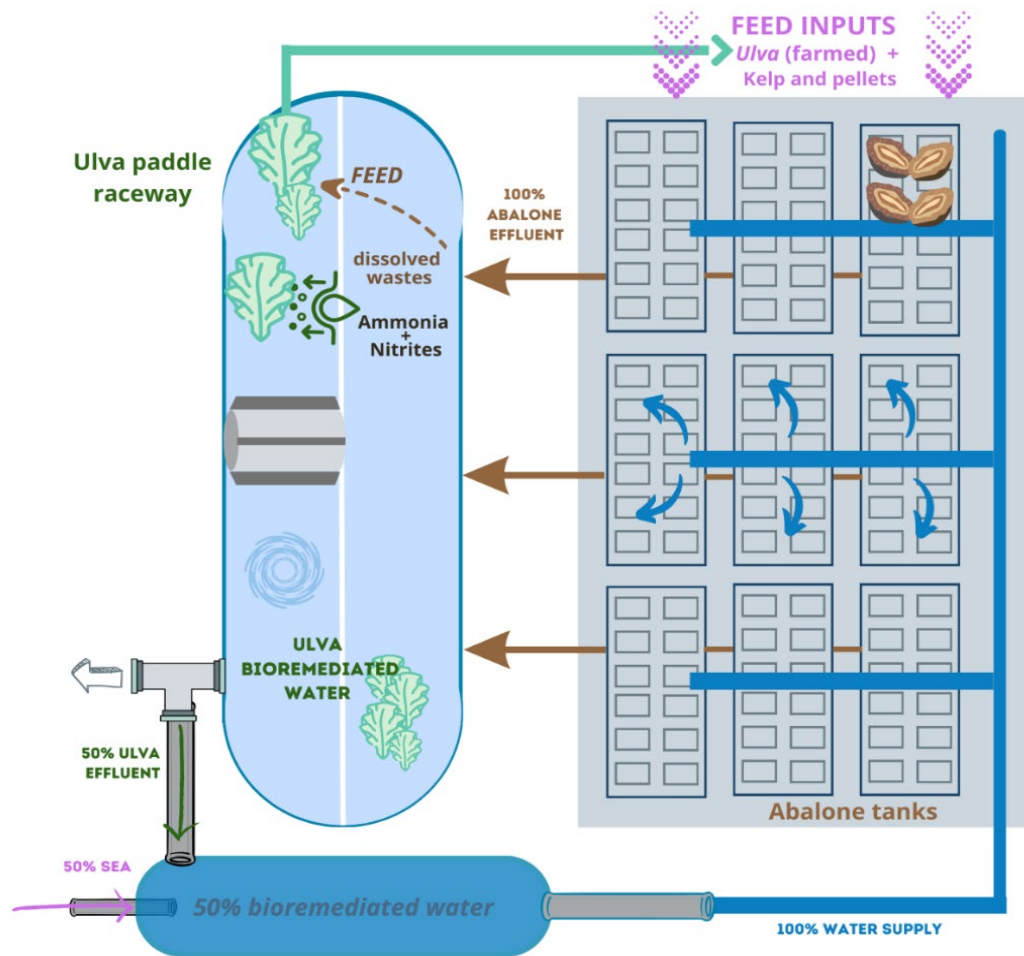 FEED INPUTS
Ulva (farmed) +
Kelp and pellets
Ulva paddle
raceway
FEED
100%
ABALONE
EFFLUENT
dissolved
wastes
Ammonia
+
Nitrites
ULVA
BIOREMEDIATED
WATER
50% ULVA
EFFLUENT
Abalone tanks
50% SEA
50% bioremediated water
100% WATER SUPPLY